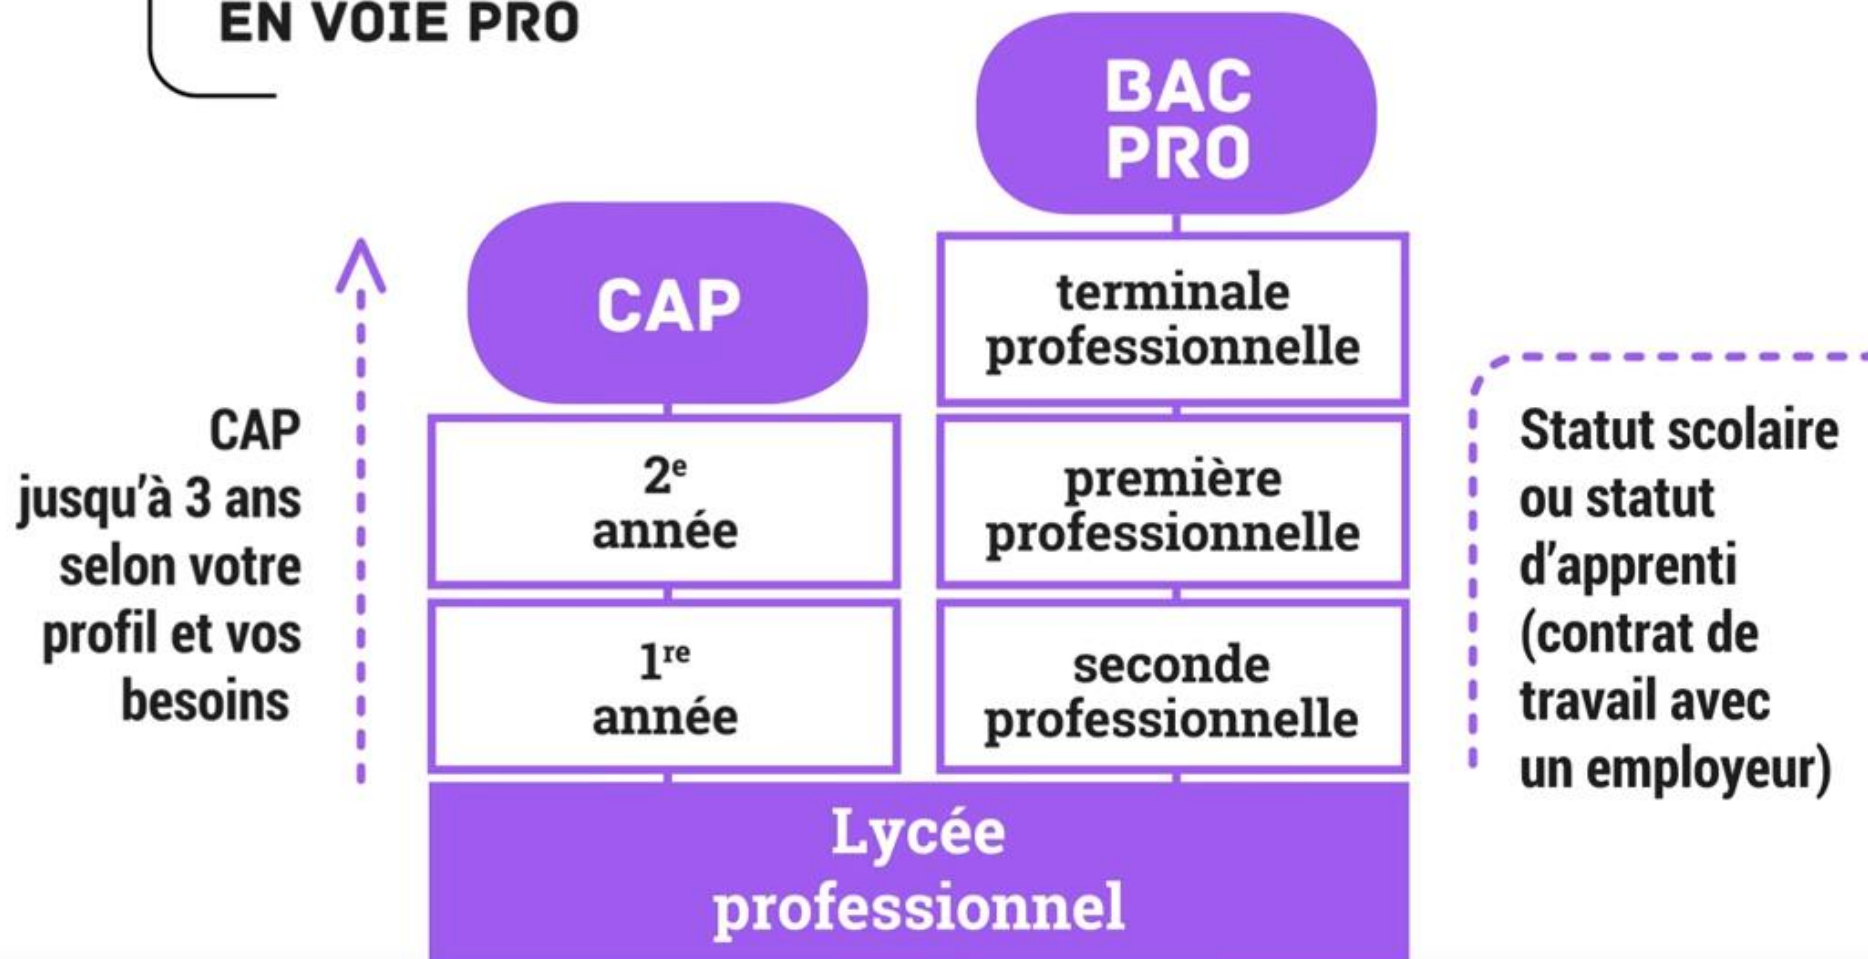 EN VOIE PRO
BAC
PRO
CAP
terminale
professionnelle
CAP
jusqu'à 3 ans
selon votre
profil et vos
besoins
2e
année
première
professionnelle
1re
année
seconde
professionnelle
Statut scolaire
ou statut
d'apprenti
(contrat de
travail avec
un employeur)
Lycée
professionnel